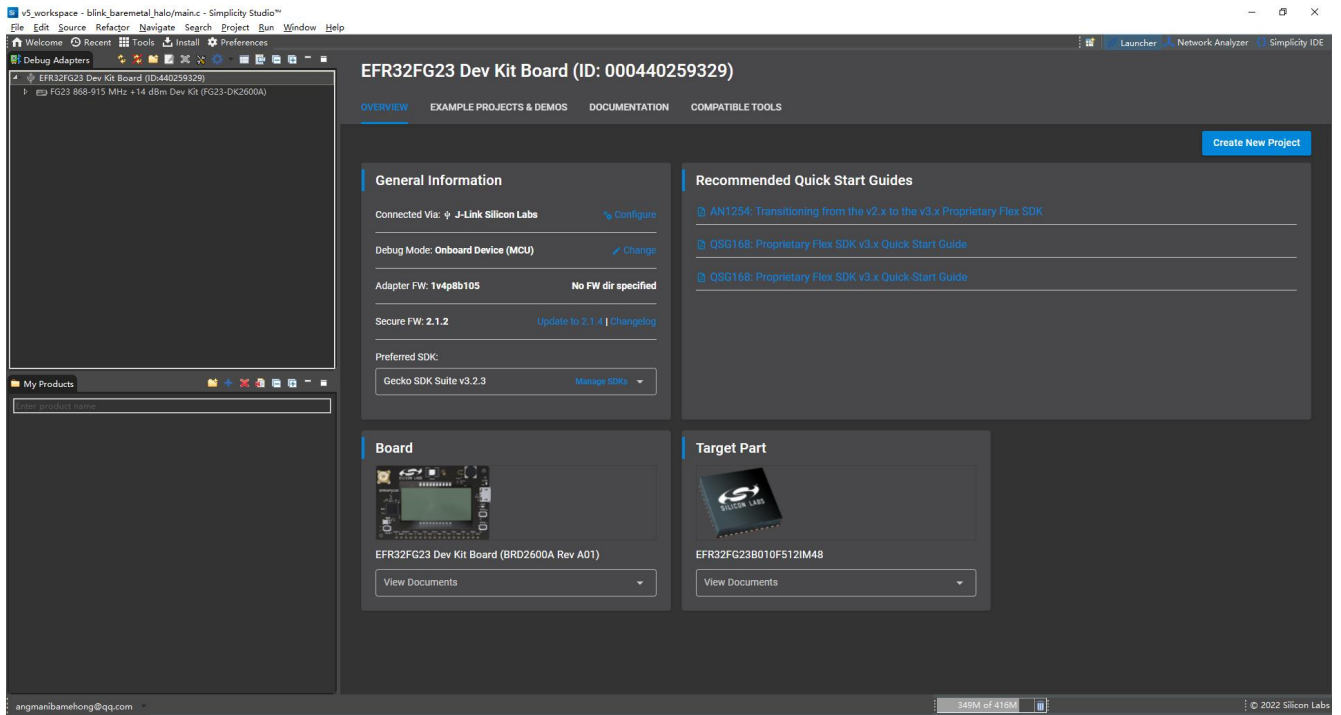 v5_workspace - blink_baremetal_halo/main.c - Simplicity Studio™
File Edit Source Refactor Navigate Search Project Run Window Help
Welcome Recent Tools Install Preferences
Launcher Network Analyzer Simplicity IDE
Debug Adapters
EFR32FG23 Dev Kit Board (ID:440259329)
FG23 868-915 MHz +14 dBm Dev Kit (FG23-DK2600A)
My Products
Enter product name
EFR32FG23 Dev Kit Board (ID: 000440259329)
OVERVIEW EXAMPLE PROJECTS & DEMOS DOCUMENTATION COMPATIBLE TOOLS
Create New Project
General Information
Connected Via: J-Link Silicon Labs Configure
Debug Mode: Onboard Device (MCU) Change
Adapter FW: 1v4p8b105 No FW dir specified
Secure FW: 2.1.2 Update to 2.1.4 | Changelog
Preferred SDK:
Gecko SDK Suite v3.2.3 Manage SDKs
Recommended Quick Start Guides
AN1254: Transitioning from the v2.x to the v3.x Proprietary Flex SDK
QSG168: Proprietary Flex SDK v3.x Quick Start Guide
QSG168: Proprietary Flex SDK v3.x Quick-Start Guide
Board
EFR32FG23 Dev Kit Board (BRD2600A Rev A01)
View Documents
Target Part
SILICON LABS
EFR32FG23B010F512IM48
View Documents
angmanibamehong@qq.com
349M of 416M
© 2022 Silicon Labs